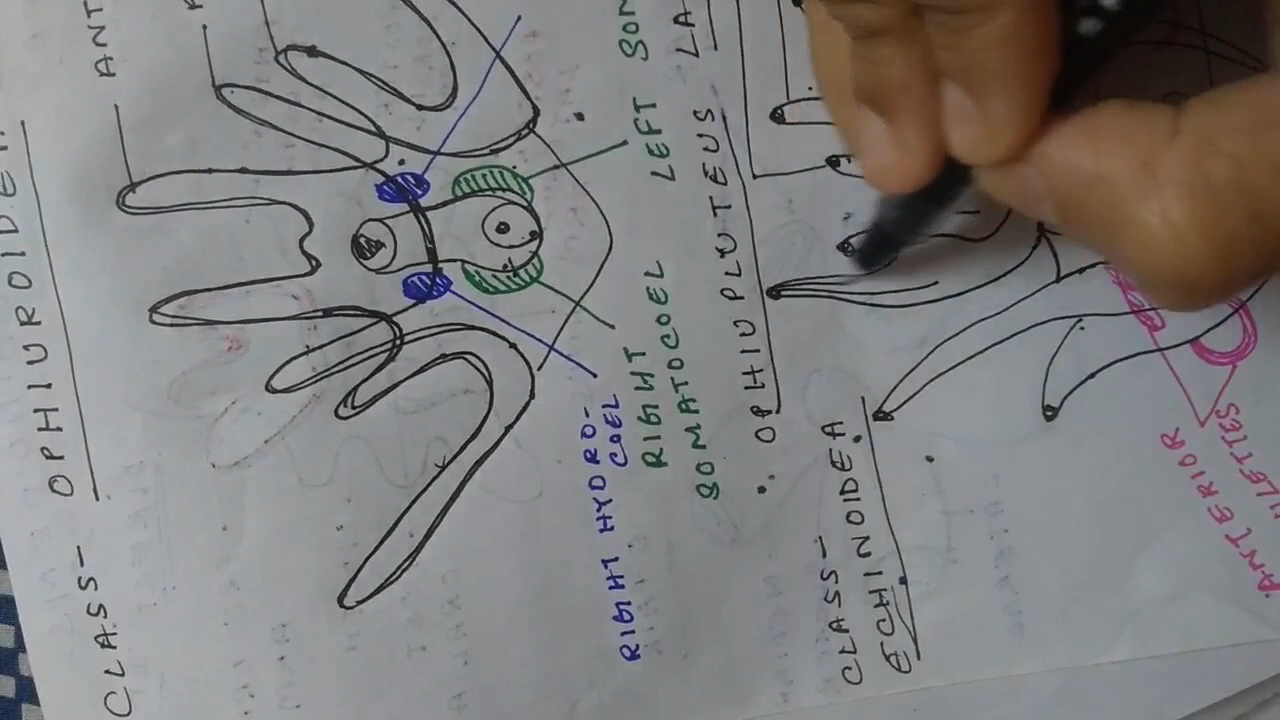 CLASS- OPHIUROIDEA
ANT
RIGHT HYDRO-
COEL
RIGHT
SOMATOCOEL
LEFT SOM
OPHIUPLUTEUS LA
CLASS-
ECHINOIDEA
ANTERIOR